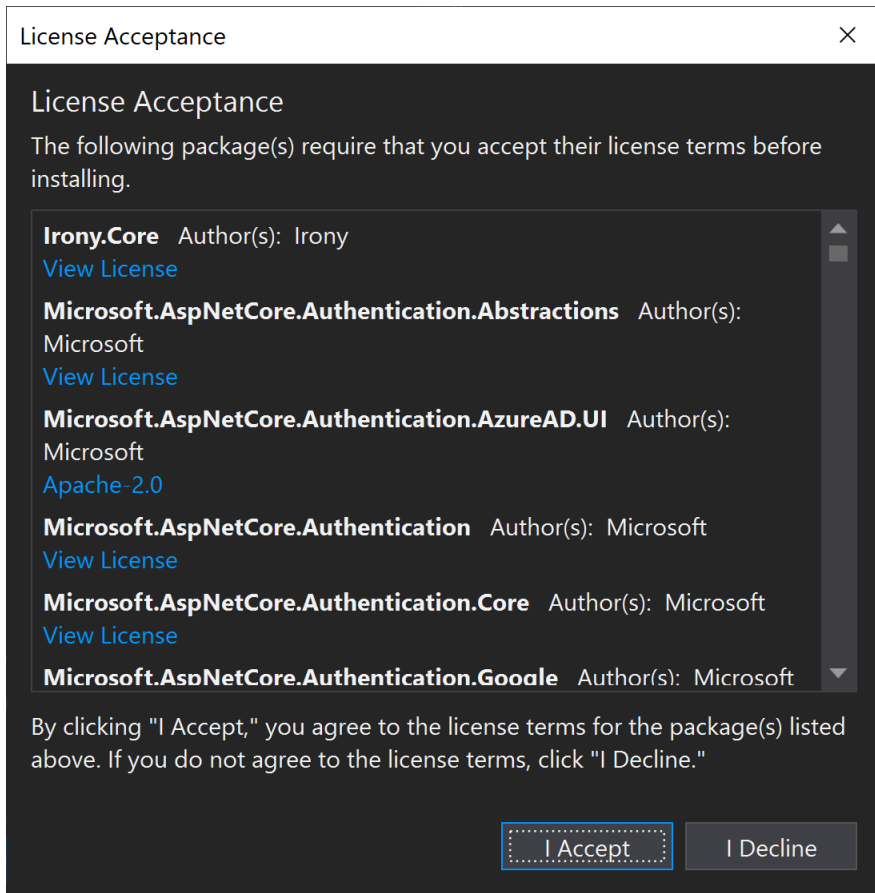 License Acceptance
License Acceptance
The following package(s) require that you accept their license terms before
installing.
Irony.Core Author(s): Irony
View License
Microsoft.AspNetCore.Authentication.Abstractions Author(s):
Microsoft
View License
Microsoft.AspNetCore.Authentication.AzureAD.UI Author(s):
Microsoft
Apache-2.0
Microsoft.AspNetCore.Authentication Author(s): Microsoft
View License
Microsoft.AspNetCore.Authentication.Core Author(s): Microsoft
View License
Microsoft.AspNetCore.Authentication.Google Author(s): Microsoft
By clicking "I Accept," you agree to the license terms for the package(s) listed
above. If you do not agree to the license terms, click "I Decline."
I Accept I Decline